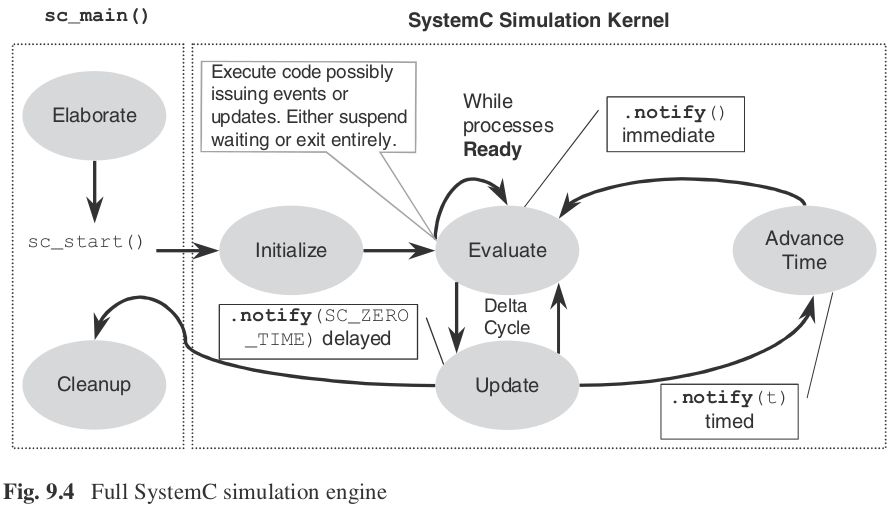 sc_main()
SystemC Simulation Kernel
Elaborate
sc_start()
Cleanup
Execute code possibly
issuing events or
updates. Either suspend
waiting or exit entirely.
While
processes
Ready
.notify()
immediate
Initialize
Evaluate
Advance
Time
.notify(SC_ZERO
_TIME) delayed
Delta
Cycle
Update
.notify(t)
timed
Fig. 9.4 Full SystemC simulation engine